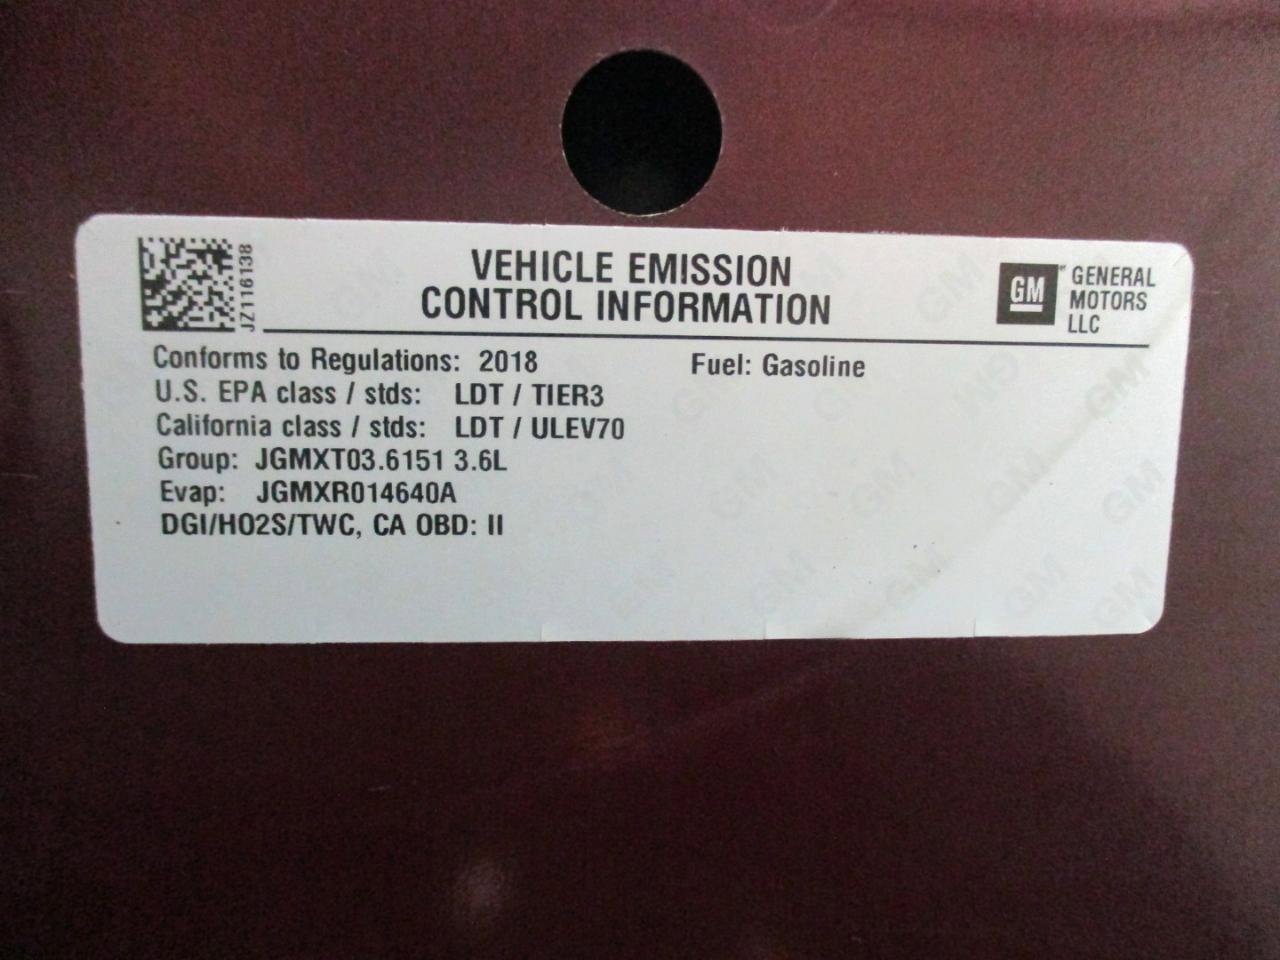 JZ116138
VEHICLE EMISSION
CONTROL INFORMATION
GM
GENERAL
MOTORS
LLC
Conforms to Regulations: 2018 Fuel: Gasoline
U.S. EPA class / stds: LDT / TIER3
California class / stds: LDT / ULEV70
Group: JGMXT03.6151 3.6L
Evap: JGMXR014640A
DGI/HO2S/TWC, CA OBD: II